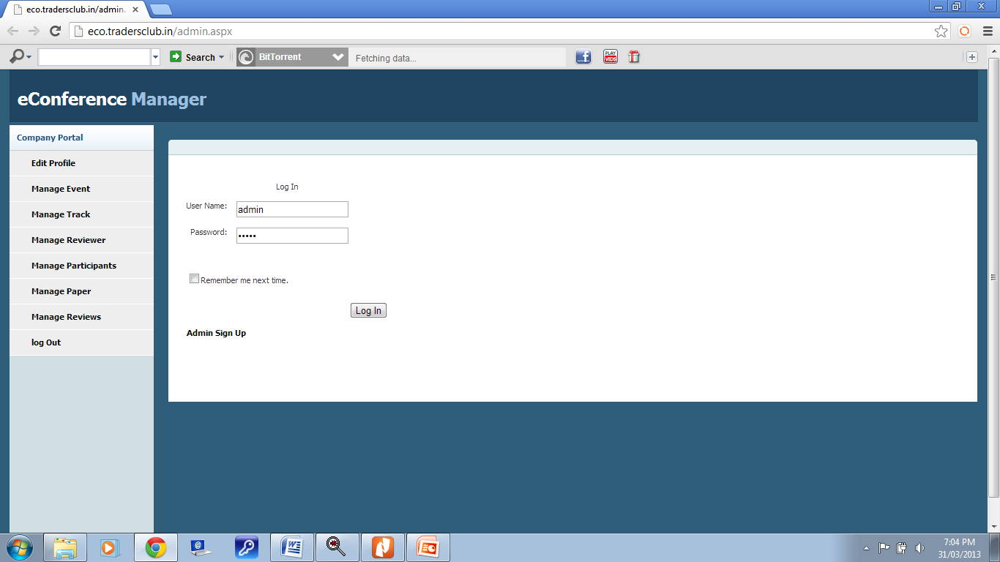 eco.tradersclub.in/admin.
eco.tradersclub.in/admin.aspx
Search
BitTorrent
Fetching data...
PLAY
VIDS
eConference Manager
Company Portal
Edit Profile
Manage Event
Manage Track
Manage Reviewer
Manage Participants
Manage Paper
Manage Reviews
log Out
Log In
User Name: admin
Password: •••••
Remember me next time.
Log In
Admin Sign Up
7:04 PM
31/03/2013